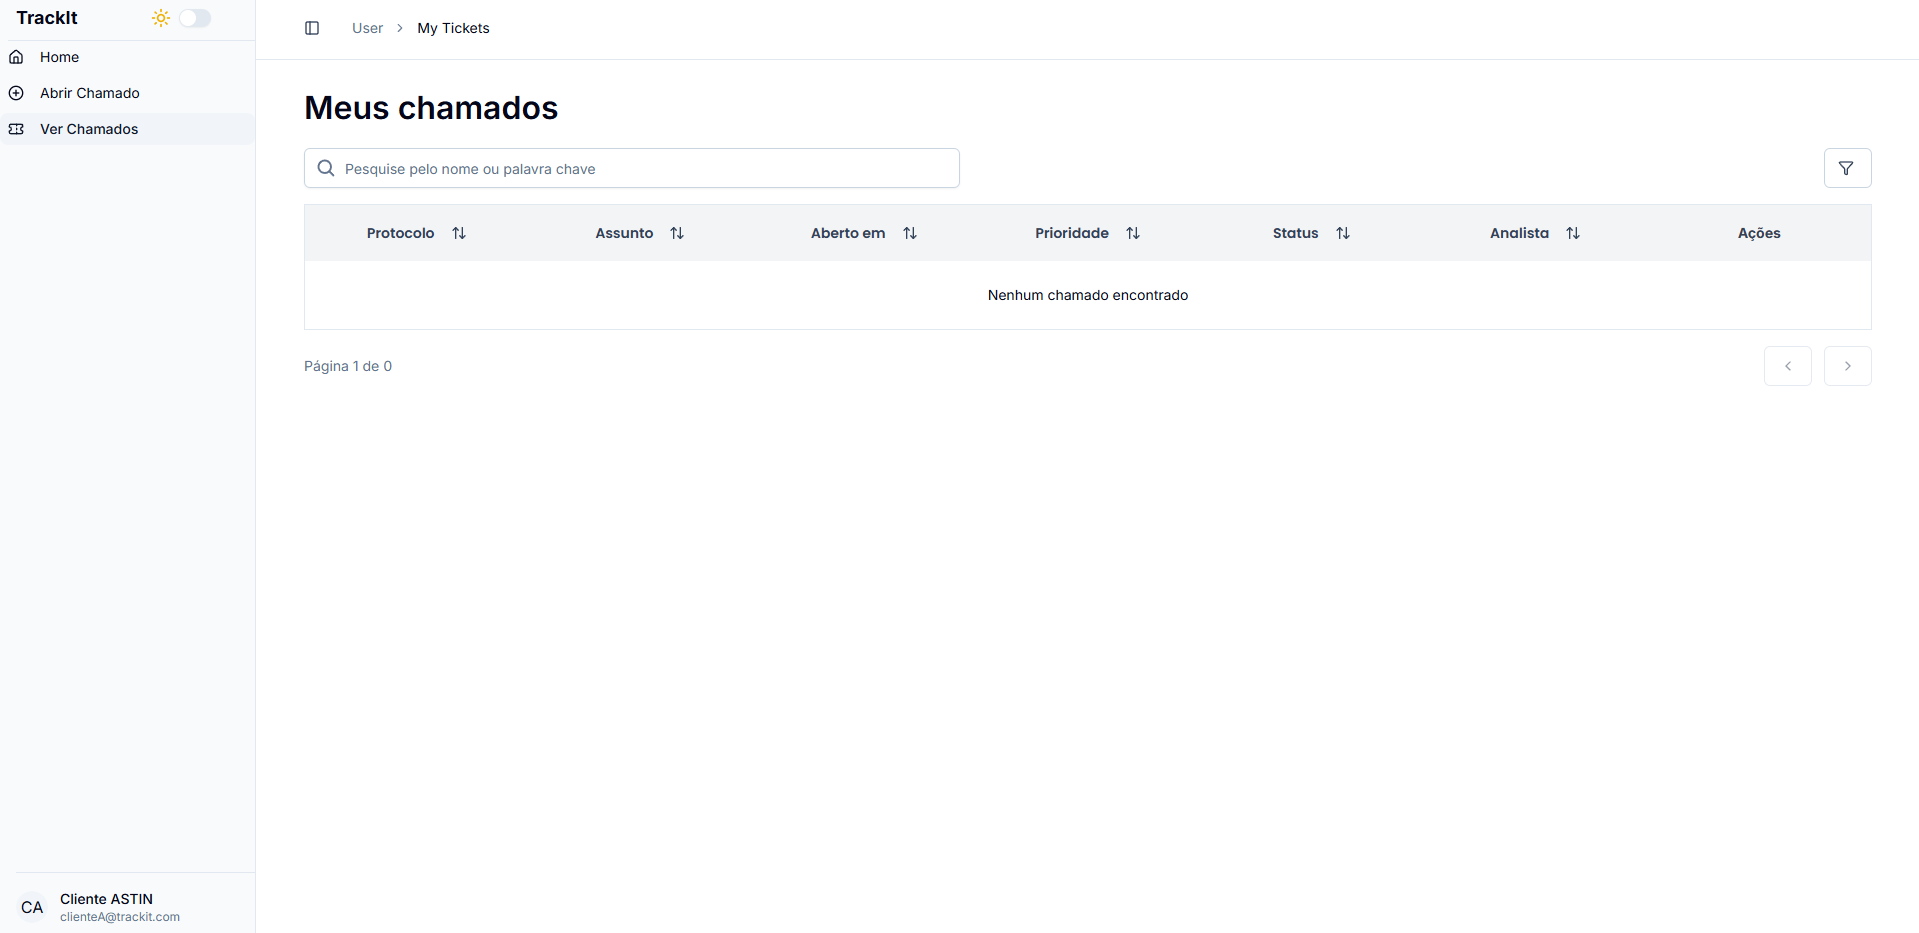 TrackIt
Home
Abrir Chamado
Ver Chamados
User > My Tickets
Meus chamados
Pesquise pelo nome ou palavra chave
Protocolo Assunto Aberto em Prioridade Status Analista Ações
Nenhum chamado encontrado
Página 1 de 0
CA
Cliente ASTIN
clienteA@trackit.com